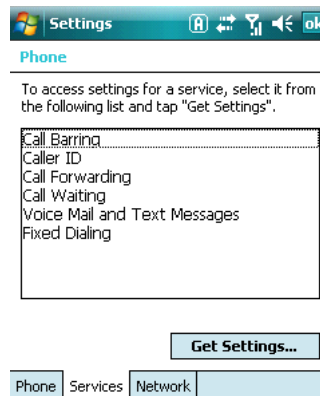 Settings
A
ok
Phone
To access settings for a service, select it from
the following list and tap "Get Settings".
Call Barring
Caller ID
Call Forwarding
Call Waiting
Voice Mail and Text Messages
Fixed Dialing
Get Settings...
Phone Services Network